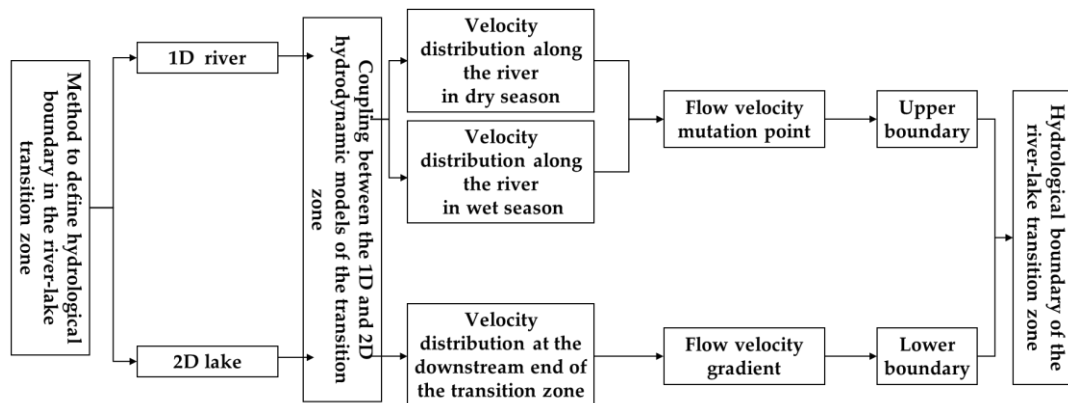 Method to define hydrological
boundary in the river-lake
transition zone
1D river
2D lake
Coupling between the 1D and 2D
hydrodynamic models of the transition
zone
Velocity
distribution along
the river
in dry season
Velocity
distribution along
the river
in wet season
Velocity
distribution at the
downstream end of
the transition zone
Flow velocity
mutation point
Flow velocity
gradient
Upper
boundary
Lower
boundary
Hydrological boundary of the
river-lake transition zone